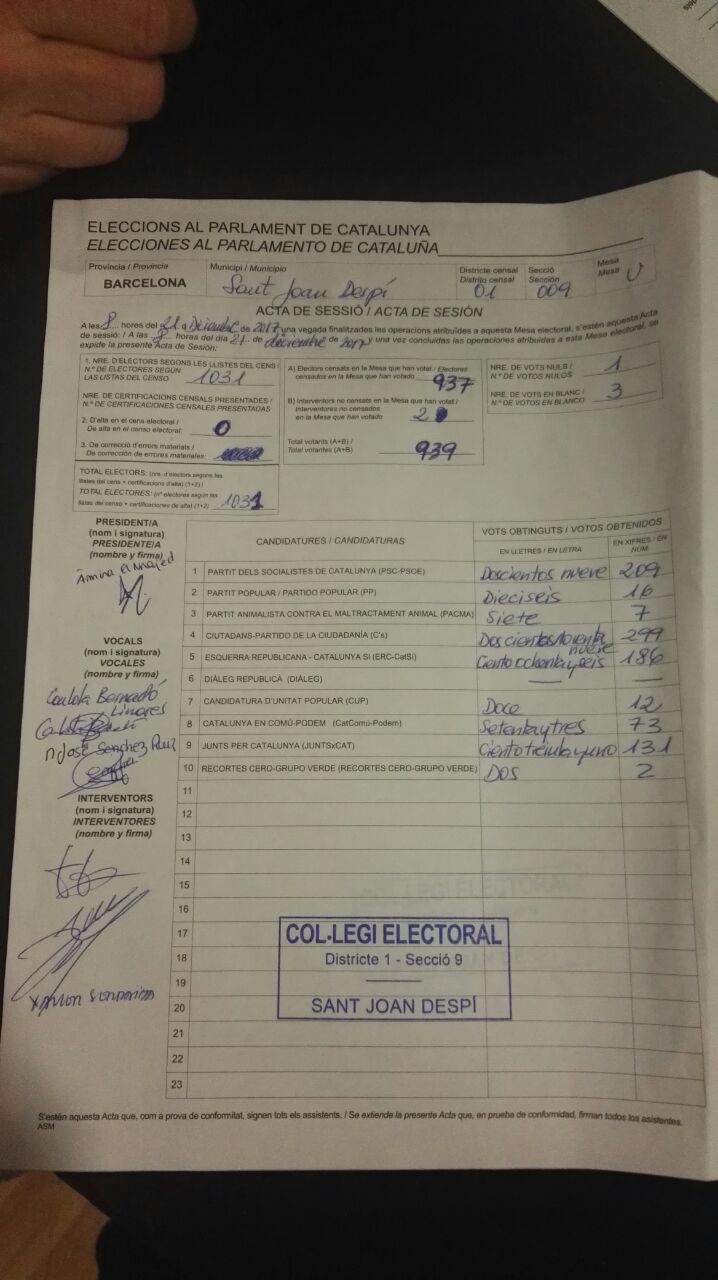 ELECCIONS AL PARLAMENT DE CATALUNYA
ELECCIONES AL PARLAMENTO DE CATALUÑA
Província / Provincia
BARCELONA
Municipi / Municipio
Sant Joan Despí
Districte censal
Distrito censal
01
Secció
Sección
009
Mesa
Mesa U
ACTA DE SESSIÓ / ACTA DE SESIÓN
A les 8 hores del 21 d Diciembre de 2017 una vegada finalitzades les operacions atribuïdes a aquesta Mesa electoral, s'estén aquesta Acta
de sessió: / A las 8 horas del día 21 de diciembre de 2017 y una vez concluidas las operaciones atribuidas a esta Mesa electoral, se
expide la presente Acta de Sesión:
1. NRE. D'ELECTORS SEGONS LES LLISTES DEL CENS /
N.º DE ELECTORES SEGÚN
LAS LISTAS DEL CENSO 1031
NRE. DE CERTIFICACIONS CENSALS PRESENTADES /
N.º DE CERTIFICACIONES CENSALES PRESENTADAS
2. D'alta en el cens electoral /
De alta en el censo electoral: 0
3. De correcció d'errors materials /
De corrección de errores materiales:
TOTAL ELECTORS: (nre. d'electors segons les
llistes del cens + certificacions d'alta) (1+2) /
TOTAL ELECTORES: (nº electores según las
listas del censo + certificaciones de alta) (1+2) 1031
A) Electors censats en la Mesa que han votat / Electores
censados en la Mesa que han votado 937
B) Interventors no censats en la Mesa que han votat /
Interventores no censados
en la Mesa que han votado 2
Total votants (A+B) /
Total votantes (A+B) 939
NRE. DE VOTS NULS /
N.º DE VOTOS NULOS 1
NRE. DE VOTS EN BLANC /
N.º DE VOTOS EN BLANCO 3
PRESIDENT/A
(nom i signatura)
PRESIDENTE/A
(nombre y firma)
VOCALS
(nom i signatura)
VOCALES
(nombre y firma)
Linares
Mª José Sánchez Ruiz
INTERVENTORS
(nom i signatura)
INTERVENTORES
(nombre y firma)
CANDIDATURES / CANDIDATURAS
VOTS OBTINGUTS / VOTOS OBTENIDOS
EN LLETRES / EN LETRA
EN XIFRES / EN NÚM.
1 PARTIT DELS SOCIALISTES DE CATALUNYA (PSC-PSOE) Doscientos nueve 209
2 PARTIT POPULAR / PARTIDO POPULAR (PP) Dieciseis 16
3 PARTIT ANIMALISTA CONTRA EL MALTRACTAMENT ANIMAL (PACMA) Siete 7
4 CIUTADANS-PARTIDO DE LA CIUDADANÍA (C's) Doscientos noventa nueve 299
5 ESQUERRA REPUBLICANA - CATALUNYA SI (ERC-CatSí) Ciento ochenta y seis 186
6 DIÀLEG REPUBLICÀ (DIÀLEG) — —
7 CANDIDATURA D'UNITAT POPULAR (CUP) Doce 12
8 CATALUNYA EN COMÚ-PODEM (CatComú-Podem) Setenta y tres 73
9 JUNTS PER CATALUNYA (JUNTSxCAT) Ciento treinta y uno 131
10 RECORTES CERO-GRUPO VERDE (RECORTES CERO-GRUPO VERDE) Dos 2
11
12
13
14
15
16
17
18
19
20
21
22
23
COL·LEGI ELECTORAL
Districte 1 - Secció 9
SANT JOAN DESPÍ
S'estén aquesta Acta que, com a prova de conformitat, signen tots els assistents. / Se extiende la presente Acta que, en prueba de conformidad, firman todos los asistentes.
ASM